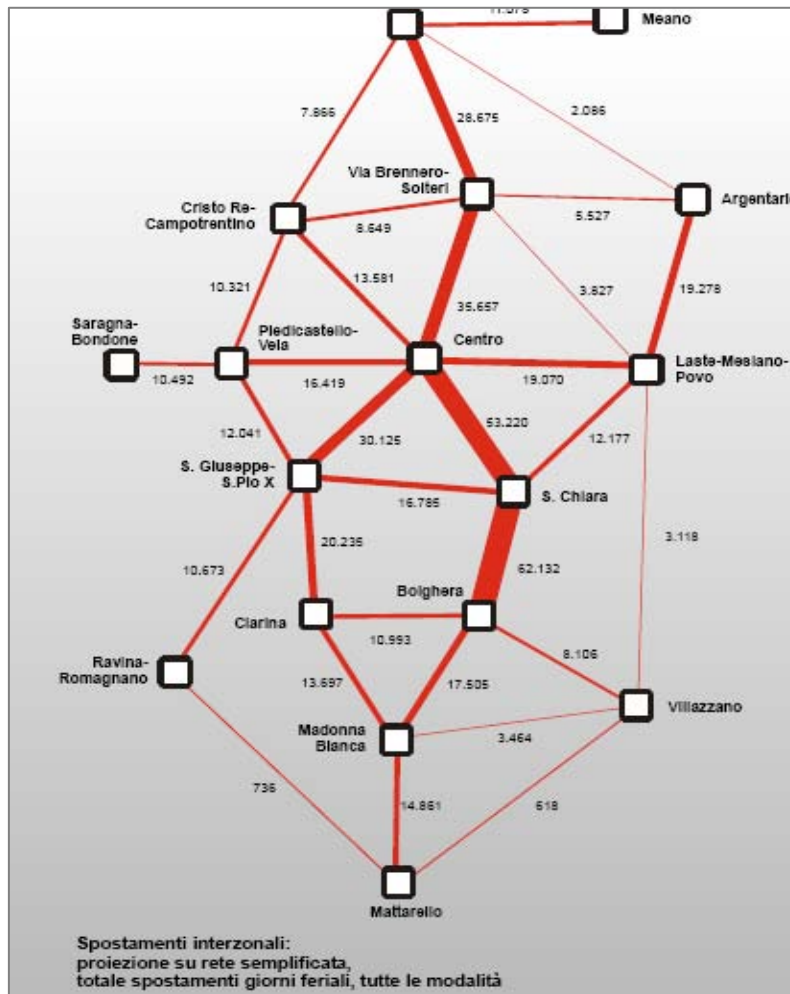 Meano
7.866
28.675
2.086
Via Brennero-
Solteri
Cristo Re-
Campotrentino
Argentario
8.649
5.527
13.581
3.827
10.321
35.657
19.278
Saragna-
Bondone
Piedicastello-
Vela
Centro
Laste-Mesiano-
Povo
10.492
16.419
19.070
53.220
12.041
30.125
12.177
S. Giuseppe-
S.Pio X
16.785
S. Chiara
20.235
3.118
10.673
62.132
Bolghera
Clarina
10.993
8.106
Ravina-
Romagnano
13.697
17.505
Villazzano
Madonna
Bianca
3.464
736
14.861
618
Mattarello
Spostamenti interzonali:
proiezione su rete semplificata,
totale spostamenti giorni feriali, tutte le modalità